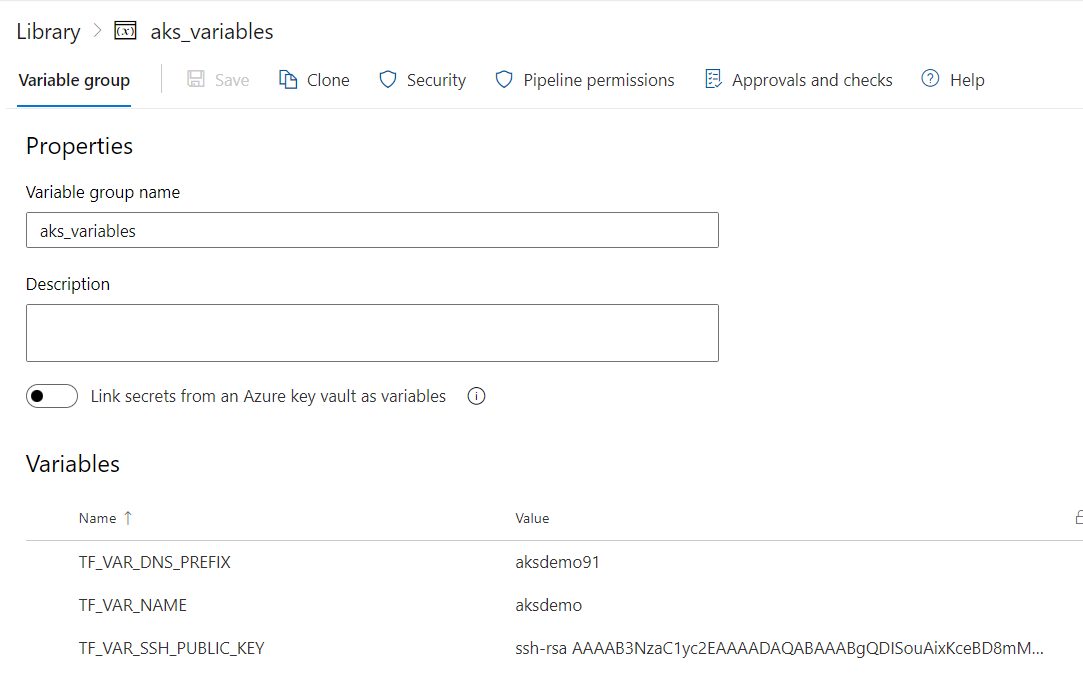 Library > (x) aks_variables
Variable group Save Clone Security Pipeline permissions Approvals and checks Help
Properties
Variable group name
aks_variables
Description
Link secrets from an Azure key vault as variables
Variables
Name ↑ Value
TF_VAR_DNS_PREFIX aksdemo91
TF_VAR_NAME aksdemo
TF_VAR_SSH_PUBLIC_KEY ssh-rsa AAAAB3NzaC1yc2EAAAADAQABAAABgQDISouAixKceBD8mM...